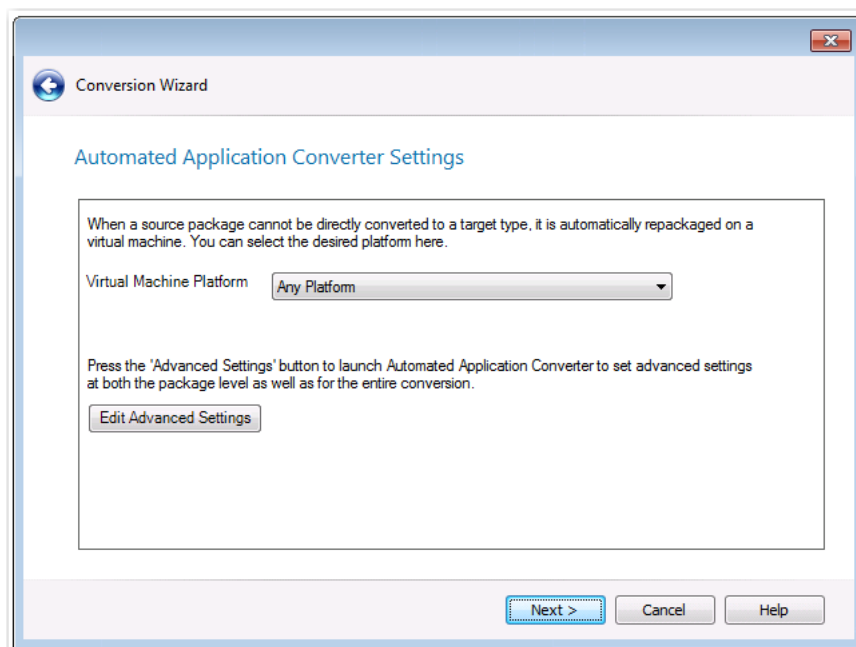 Conversion Wizard
Automated Application Converter Settings
When a source package cannot be directly converted to a target type, it is automatically repackaged on a
virtual machine. You can select the desired platform here.
Virtual Machine Platform
Any Platform
Press the 'Advanced Settings' button to launch Automated Application Converter to set advanced settings
at both the package level as well as for the entire conversion.
Edit Advanced Settings
Next >
Cancel
Help